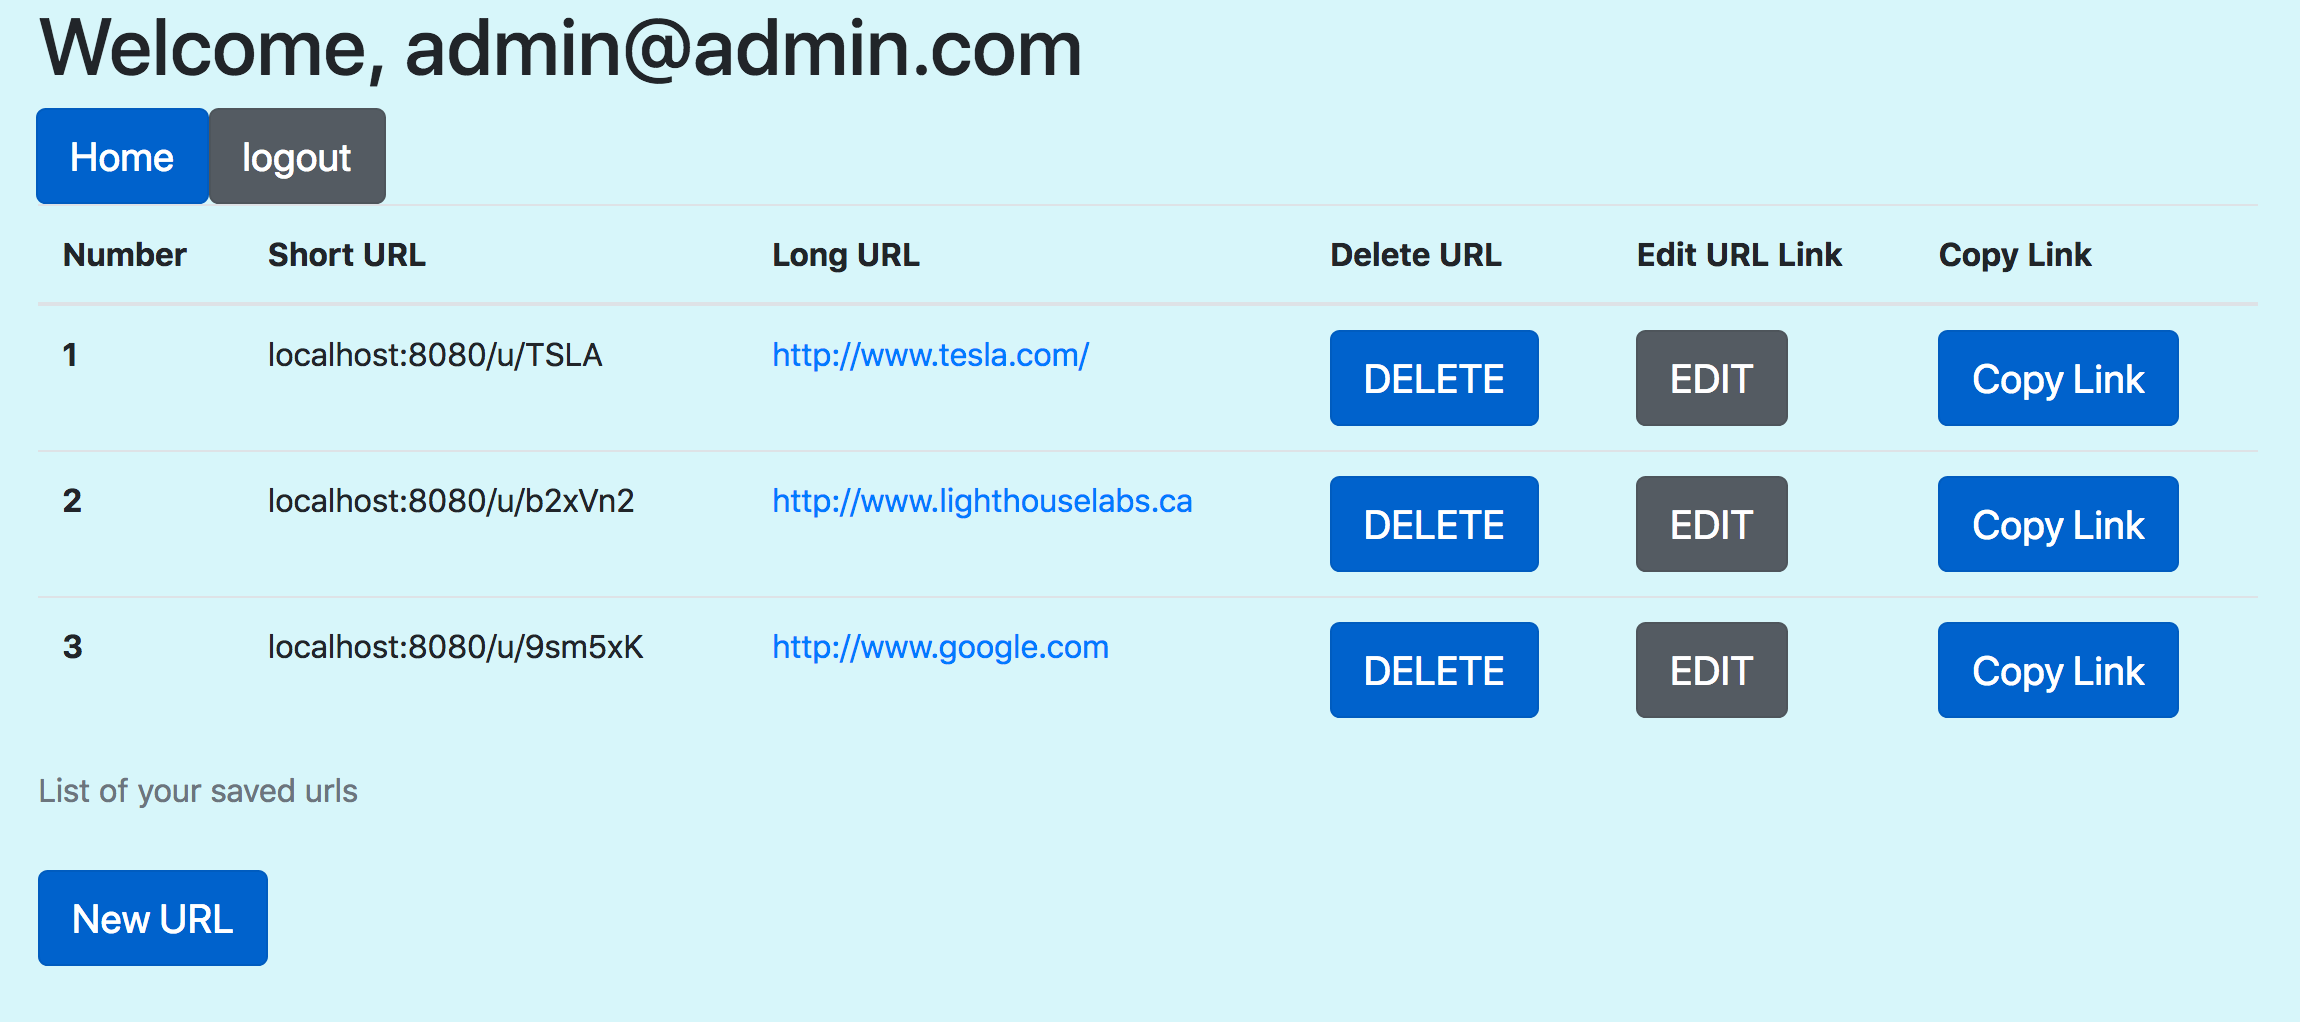 Welcome, admin@admin.com
Home logout
Number Short URL Long URL Delete URL Edit URL Link Copy Link
1 localhost:8080/u/TSLA http://www.tesla.com/ DELETE EDIT Copy Link
2 localhost:8080/u/b2xVn2 http://www.lighthouselabs.ca DELETE EDIT Copy Link
3 localhost:8080/u/9sm5xK http://www.google.com DELETE EDIT Copy Link
List of your saved urls
New URL